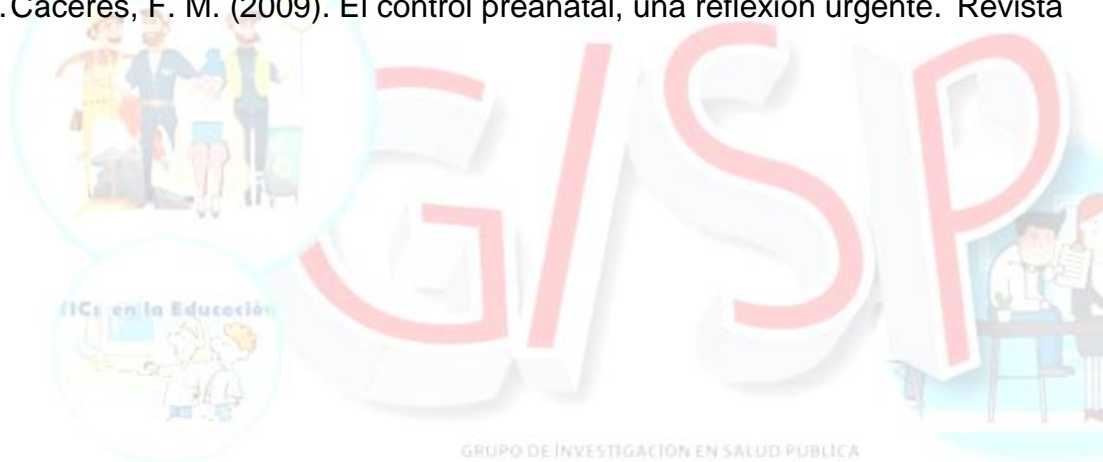 .Cáceres, F. M. (2009). El control preanatal, una reflexión urgente. Revista
GISP
TICs en la Educación
GRUPO DE INVESTIGACIÓN EN SALUD PUBLICA